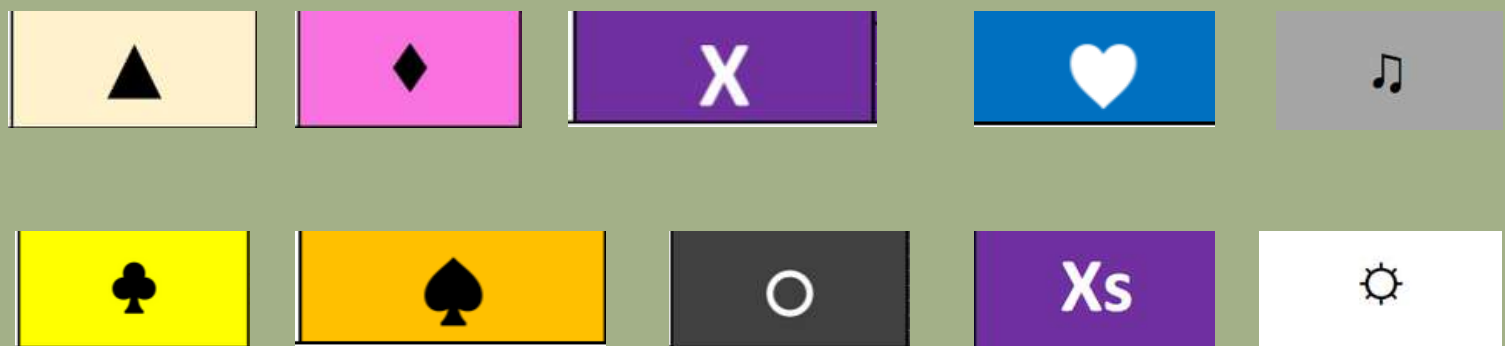 ▲ ♦ X ♥ ♫
♣ ♠ ○ Xs ☼